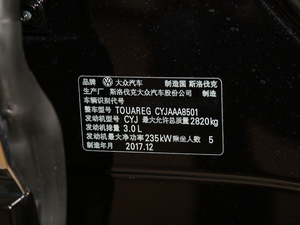 品牌 大众汽车 制造国 斯洛伐克
生产厂 斯洛伐克大众汽车股份公司 制造
车辆识别代号
整车型号 TOUAREG CYJAAA8501
发动机型号 CYJ 最大允许总质量 2820kg
发动机排量 3.0L
发动机最大净功率 235kW 乘坐人数 5
制造年月 2017.12